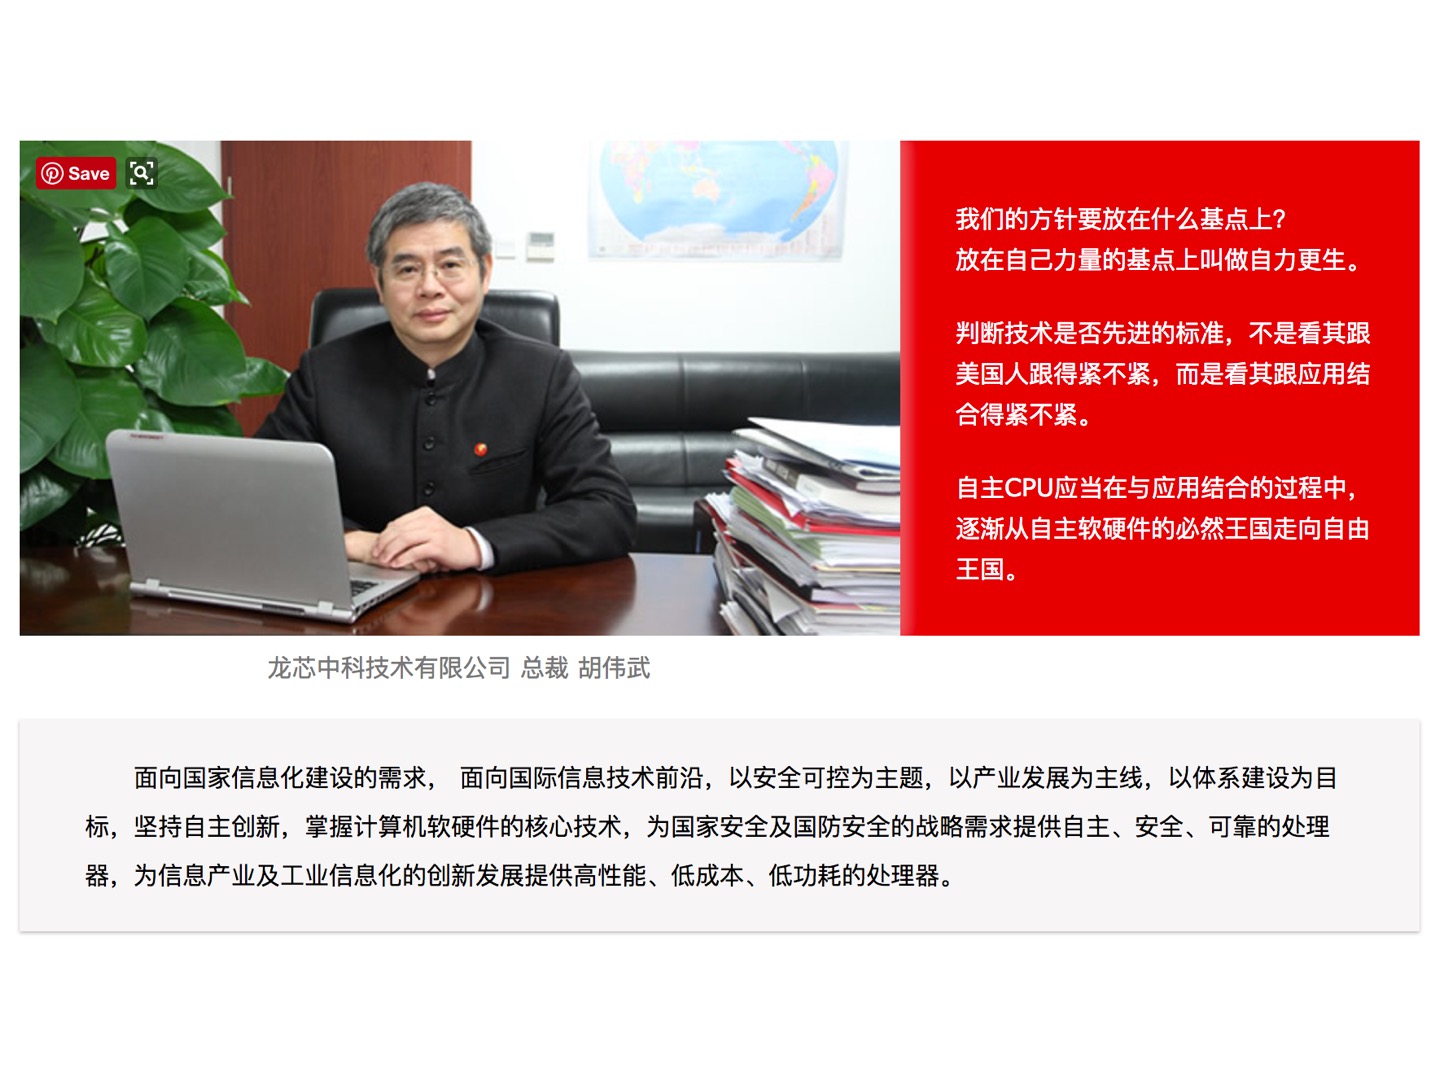 Save
我们的方针要放在什么基点上？
放在自己力量的基点上叫做自力更生。
判断技术是否先进的标准，不是看其跟
美国人跟得紧不紧，而是看其跟应用结
合得紧不紧。
自主CPU应当在与应用结合的过程中，
逐渐从自主软硬件的必然王国走向自由
王国。
龙芯中科技术有限公司 总裁 胡伟武
面向国家信息化建设的需求， 面向国际信息技术前沿，以安全可控为主题，以产业发展为主线，以体系建设为目
标，坚持自主创新，掌握计算机软硬件的核心技术，为国家安全及国防安全的战略需求提供自主、安全、可靠的处理
器，为信息产业及工业信息化的创新发展提供高性能、低成本、低功耗的处理器。